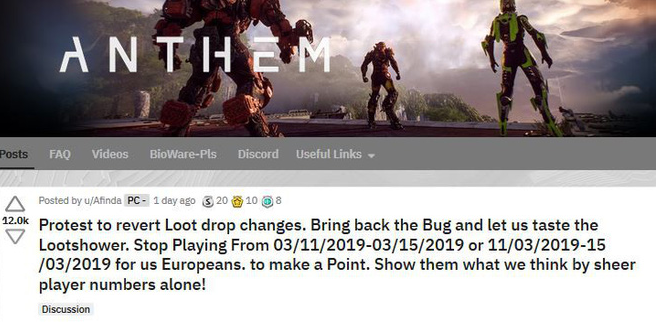 ANTHEM
Posts FAQ Videos BioWare-Pls Discord Useful Links
Posted by u/Afinda PC - 1 day ago S 20 10 8
12.0k
Protest to revert Loot drop changes. Bring back the Bug and let us taste the
Lootshower. Stop Playing From 03/11/2019-03/15/2019 or 11/03/2019-15
/03/2019 for us Europeans. to make a Point. Show them what we think by sheer
player numbers alone!
Discussion